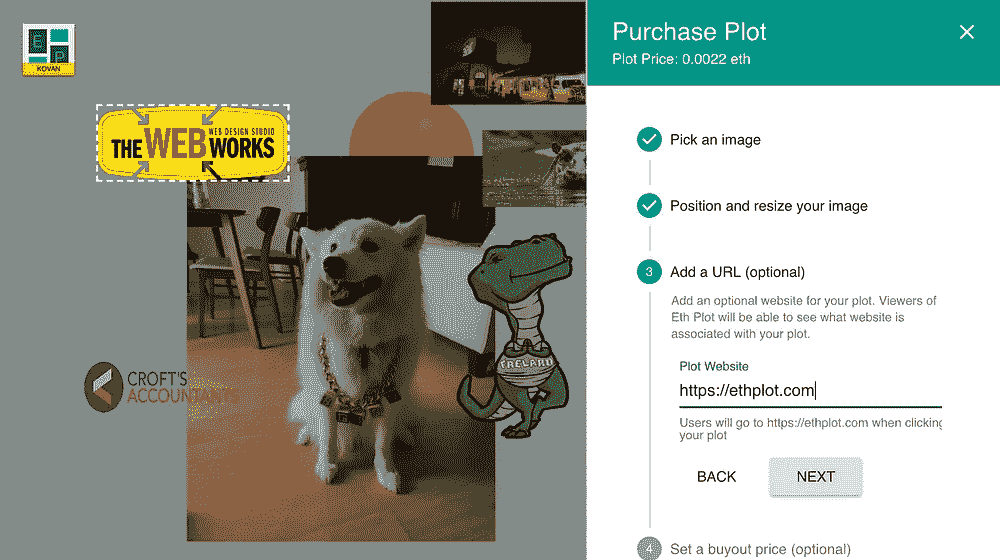 E
P
KOVAN
THE WEB WORKS
WEB DESIGN STUDIO
CROFT'S
ACCOUNTANTS
TRELARD
Purchase Plot
Plot Price: 0.0022 eth
Pick an image
Position and resize your image
3 Add a URL (optional)
Add an optional website for your plot. Viewers of
Eth Plot will be able to see what website is
associated with your plot.
Plot Website
https://ethplot.com
Users will go to https://ethplot.com when clicking
your plot
BACK NEXT
4 Set a buyout price (optional)